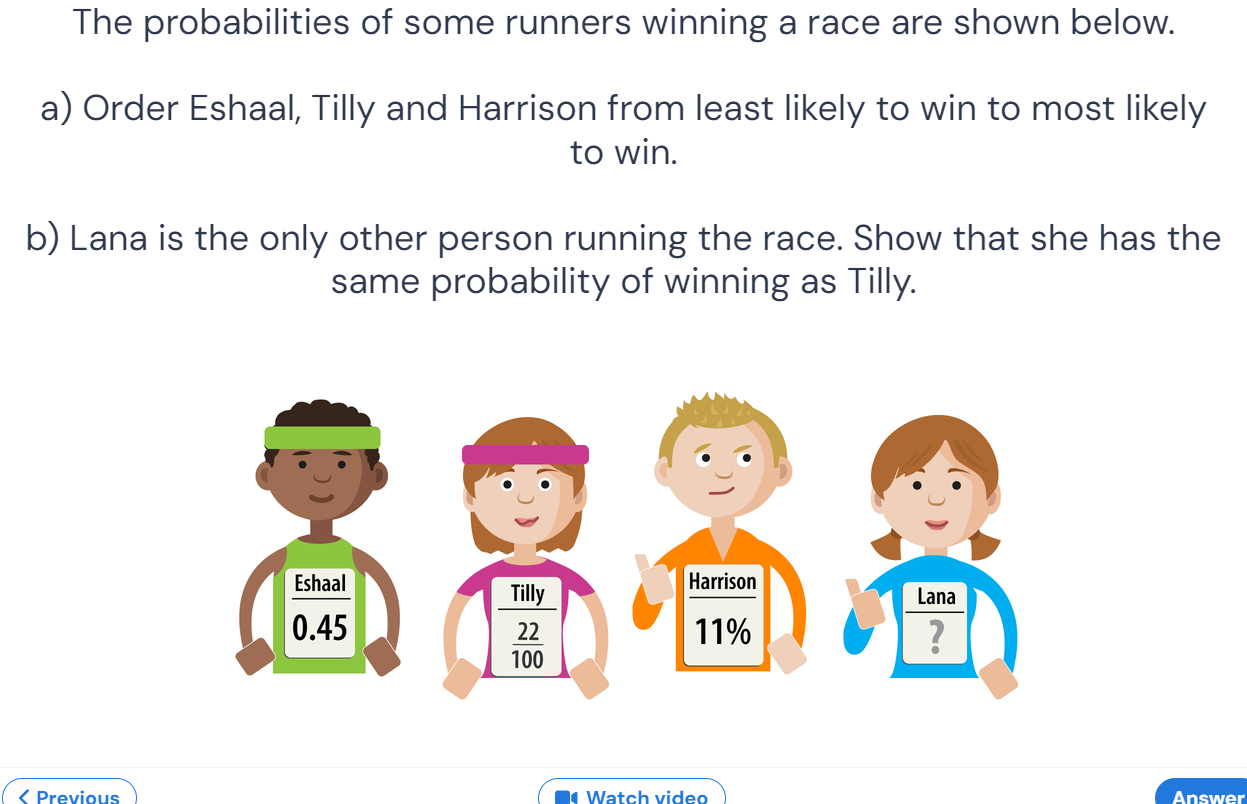 The probabilities of some runners winning a race are shown below.
a) Order Eshaal, Tilly and Harrison from least likely to win to most likely
to win.
b) Lana is the only other person running the race. Show that she has the
same probability of winning as Tilly.
Eshaal
0.45
Tilly
22
100
Harrison
11%
Lana
?
Previous
Watch video
Answer